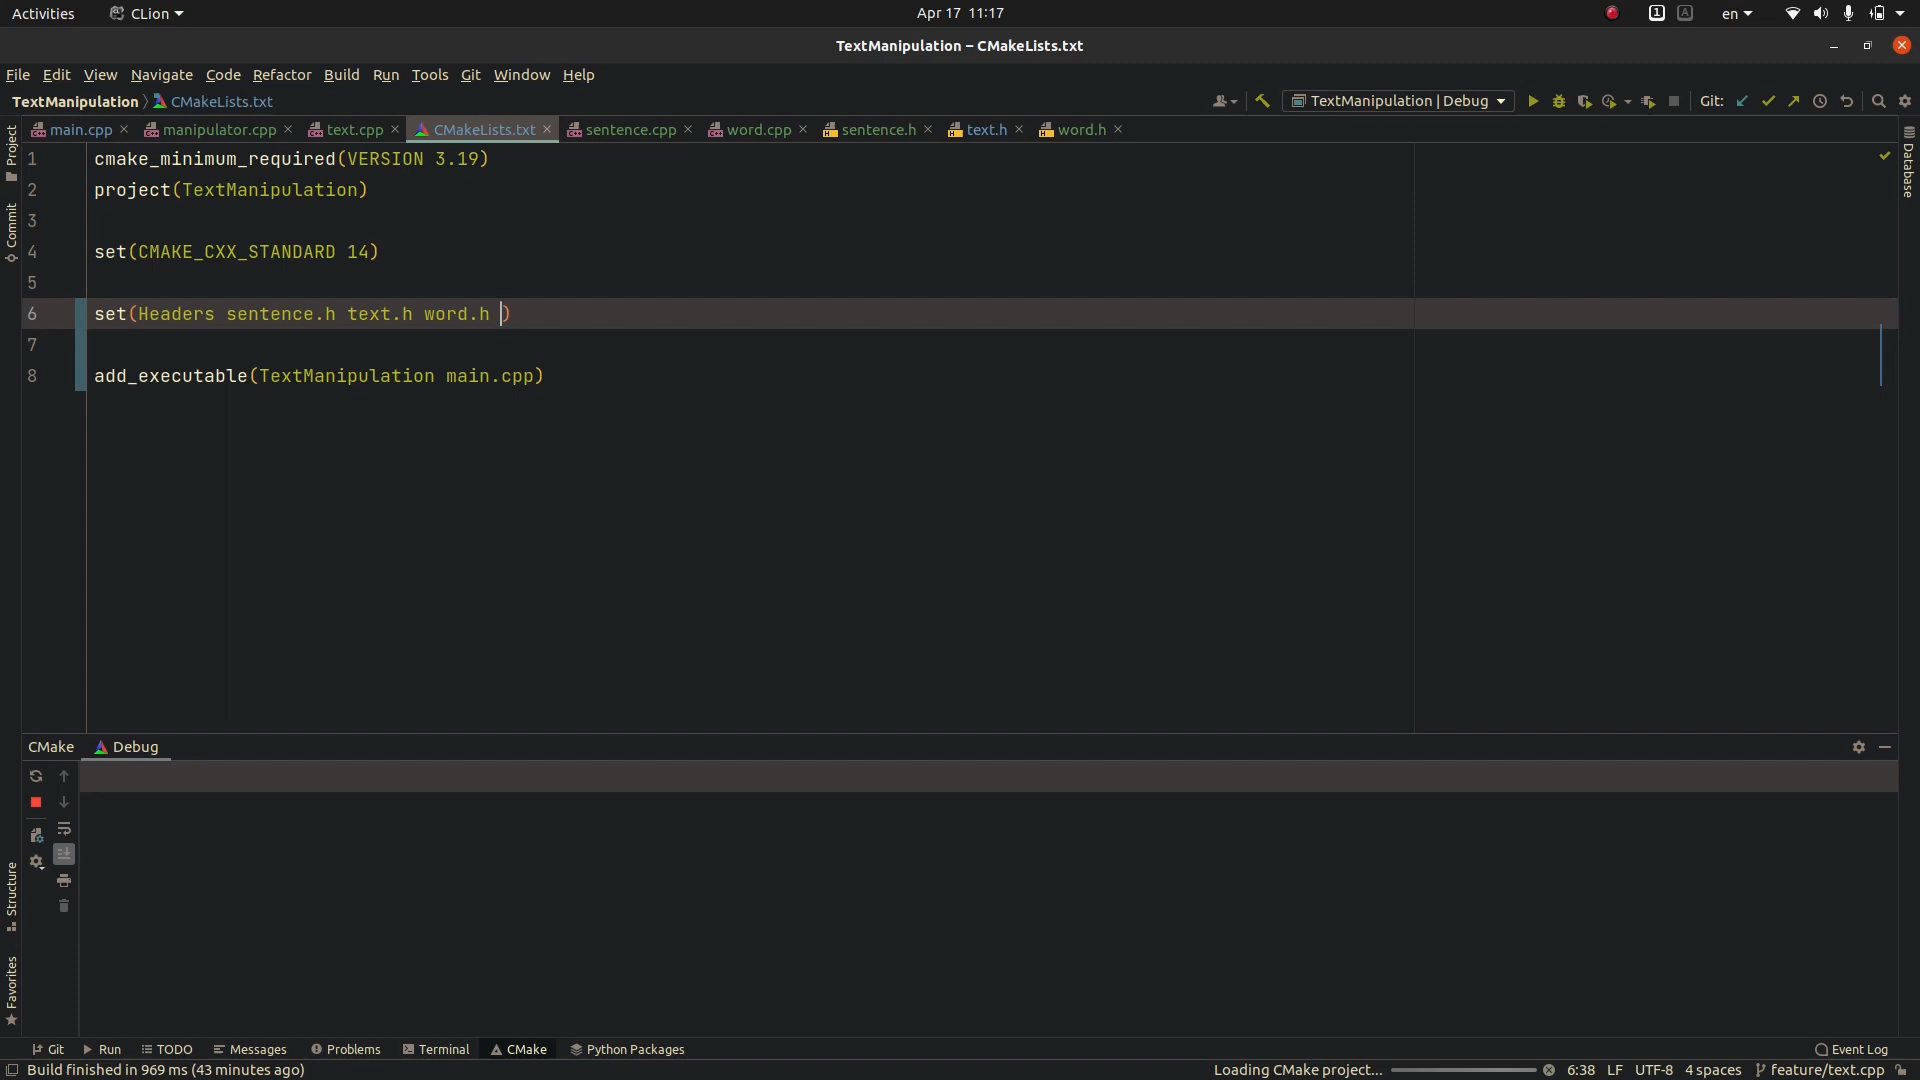 Activities CLion Apr 17 11:17 1 A en
TextManipulation – CMakeLists.txt
File Edit View Navigate Code Refactor Build Run Tools Git Window Help
TextManipulation CMakeLists.txt TextManipulation | Debug Git:
main.cpp manipulator.cpp text.cpp CMakeLists.txt sentence.cpp word.cpp sentence.h text.h word.h
Project
Commit
Structure
Favorites
Database
1 cmake_minimum_required(VERSION 3.19)
2 project(TextManipulation)
3
4 set(CMAKE_CXX_STANDARD 14)
5
6 set(Headers sentence.h text.h word.h )
7
8 add_executable(TextManipulation main.cpp)
CMake Debug
Git Run TODO Messages Problems Terminal CMake Python Packages Event Log
Build finished in 969 ms (43 minutes ago) Loading CMake project... 6:38 LF UTF-8 4 spaces feature/text.cpp